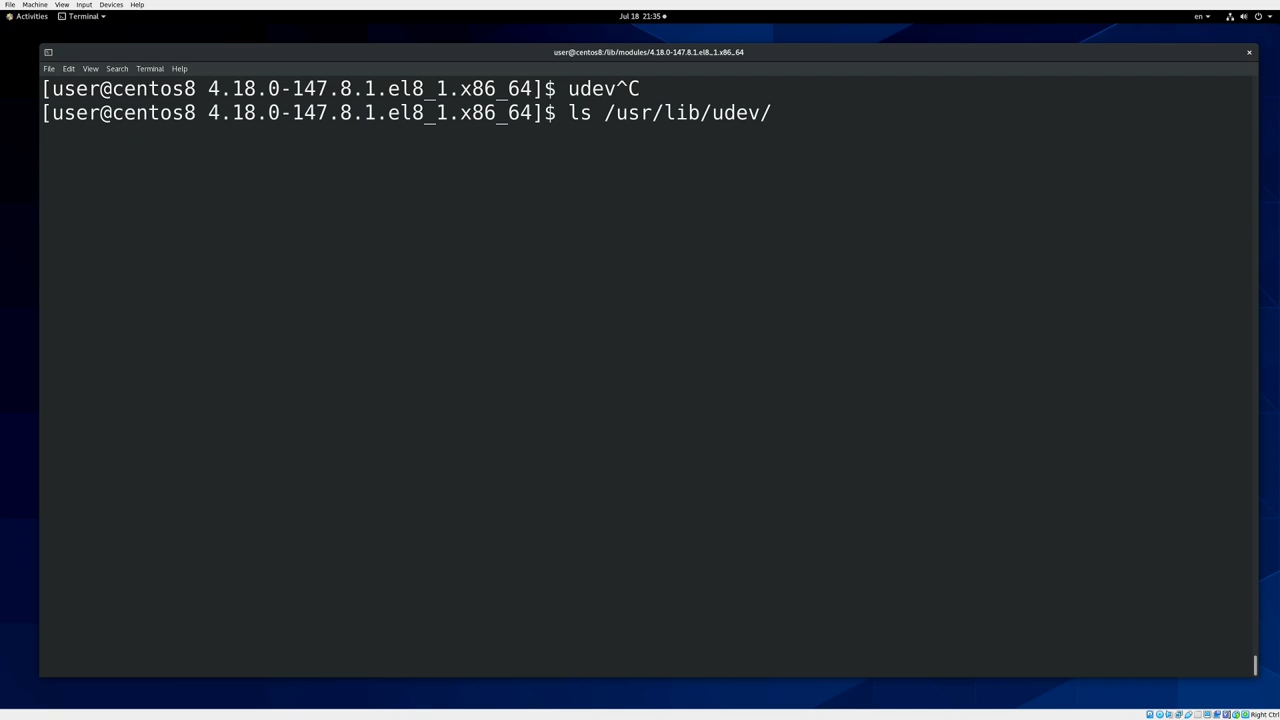 File Machine View Input Devices Help
Activities Terminal Jul 18 21:35 en
user@centos8:/lib/modules/4.18.0-147.8.1.el8_1.x86_64
File Edit View Search Terminal Help
[user@centos8 4.18.0-147.8.1.el8_1.x86_64]$ udev^C
[user@centos8 4.18.0-147.8.1.el8_1.x86_64]$ ls /usr/lib/udev/
Right Ctrl